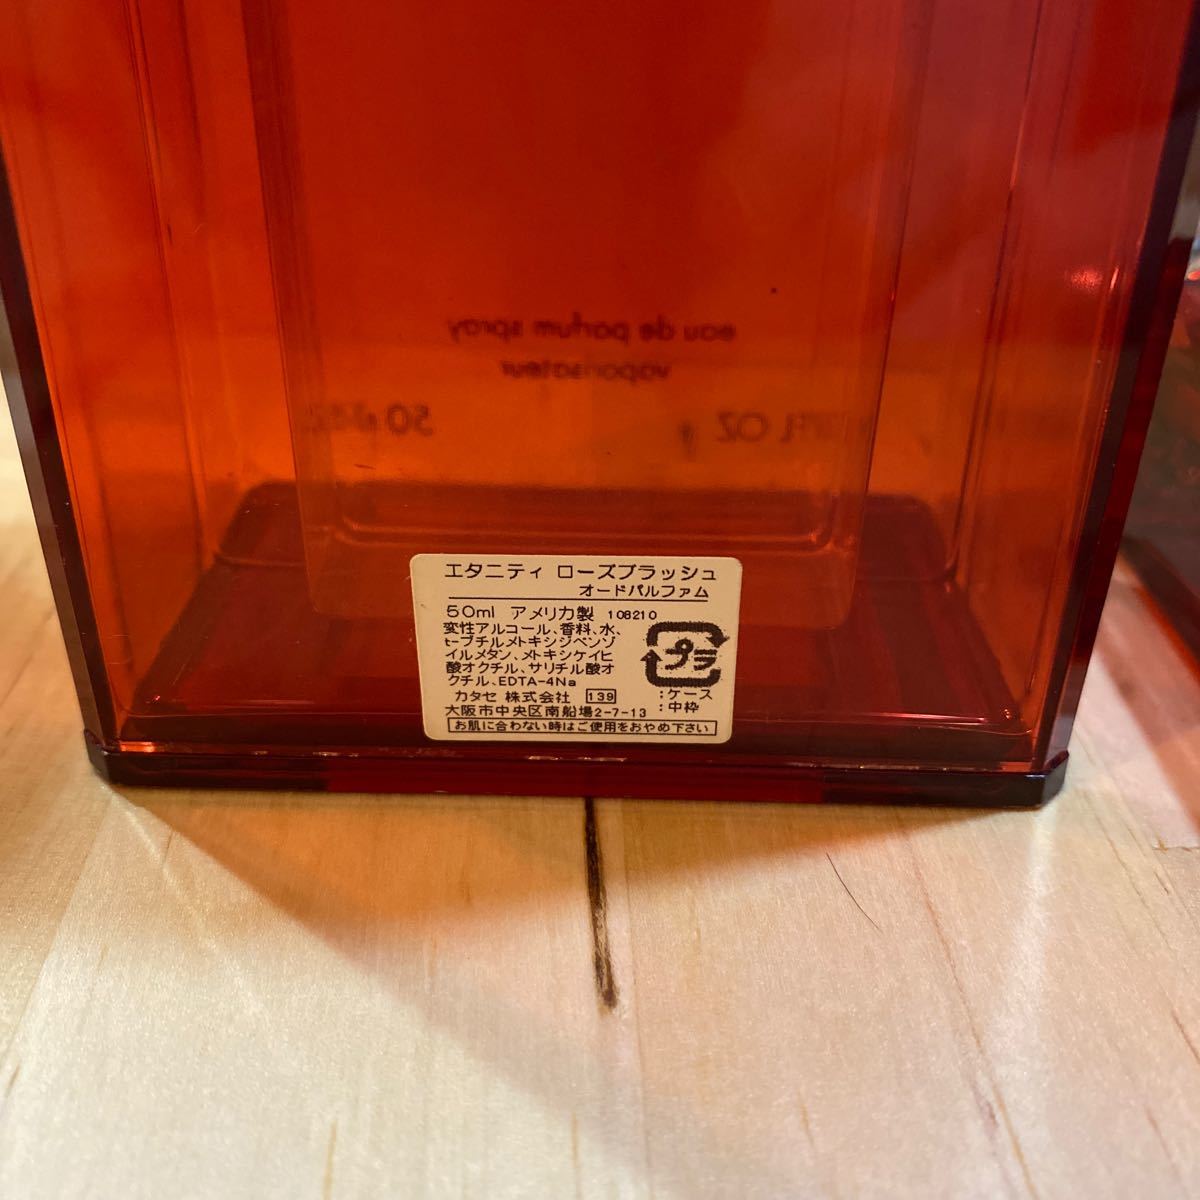 eau de parfum spray
vaporisateur
50
FL OZ
エタニティ ローズブラッシュ
オードパルファム
50ml アメリカ製 108210
変性アルコール、香料、水、
t-ブチルメトキシジベンゾ
イルメタン、メトキシケイヒ
酸オクチル、サリチル酸オ
クチル、EDTA-4Na
プラ
カタセ 株式会社 139 :ケース
大阪市中央区南船場2-7-13 :中枠
お肌に合わない時はご使用をおやめ下さい